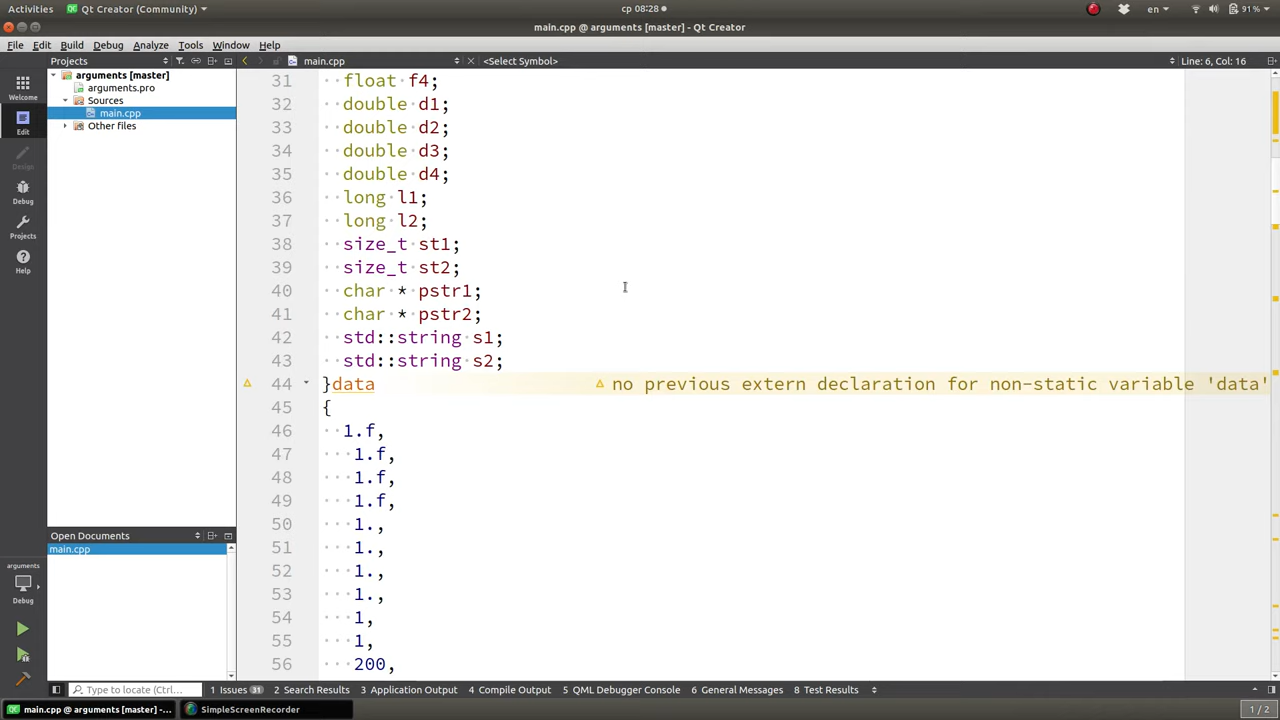 Activities Qt Creator (Community) ср 08:28 en 91 %
main.cpp @ arguments [master] - Qt Creator
File Edit Build Debug Analyze Tools Window Help
Projects main.cpp <Select Symbol> Line: 6, Col: 16
arguments [master]
arguments.pro
Sources
main.cpp
Other files
Welcome
Edit
Design
Debug
Projects
Help
31 float f4;
32 double d1;
33 double d2;
34 double d3;
35 double d4;
36 long l1;
37 long l2;
38 size_t st1;
39 size_t st2;
40 char * pstr1;
41 char * pstr2;
42 std::string s1;
43 std::string s2;
44 }data no previous extern declaration for non-static variable 'data'
45 {
46 1.f,
47 1.f,
48 1.f,
49 1.f,
50 1.,
51 1.,
52 1.,
53 1.,
54 1,
55 1,
56 200,
Open Documents
main.cpp
arguments
Debug
Type to locate (Ctrl... 1 Issues 31 2 Search Results 3 Application Output 4 Compile Output 5 QML Debugger Console 6 General Messages 8 Test Results
main.cpp @ arguments [master] -... SimpleScreenRecorder 1 / 2